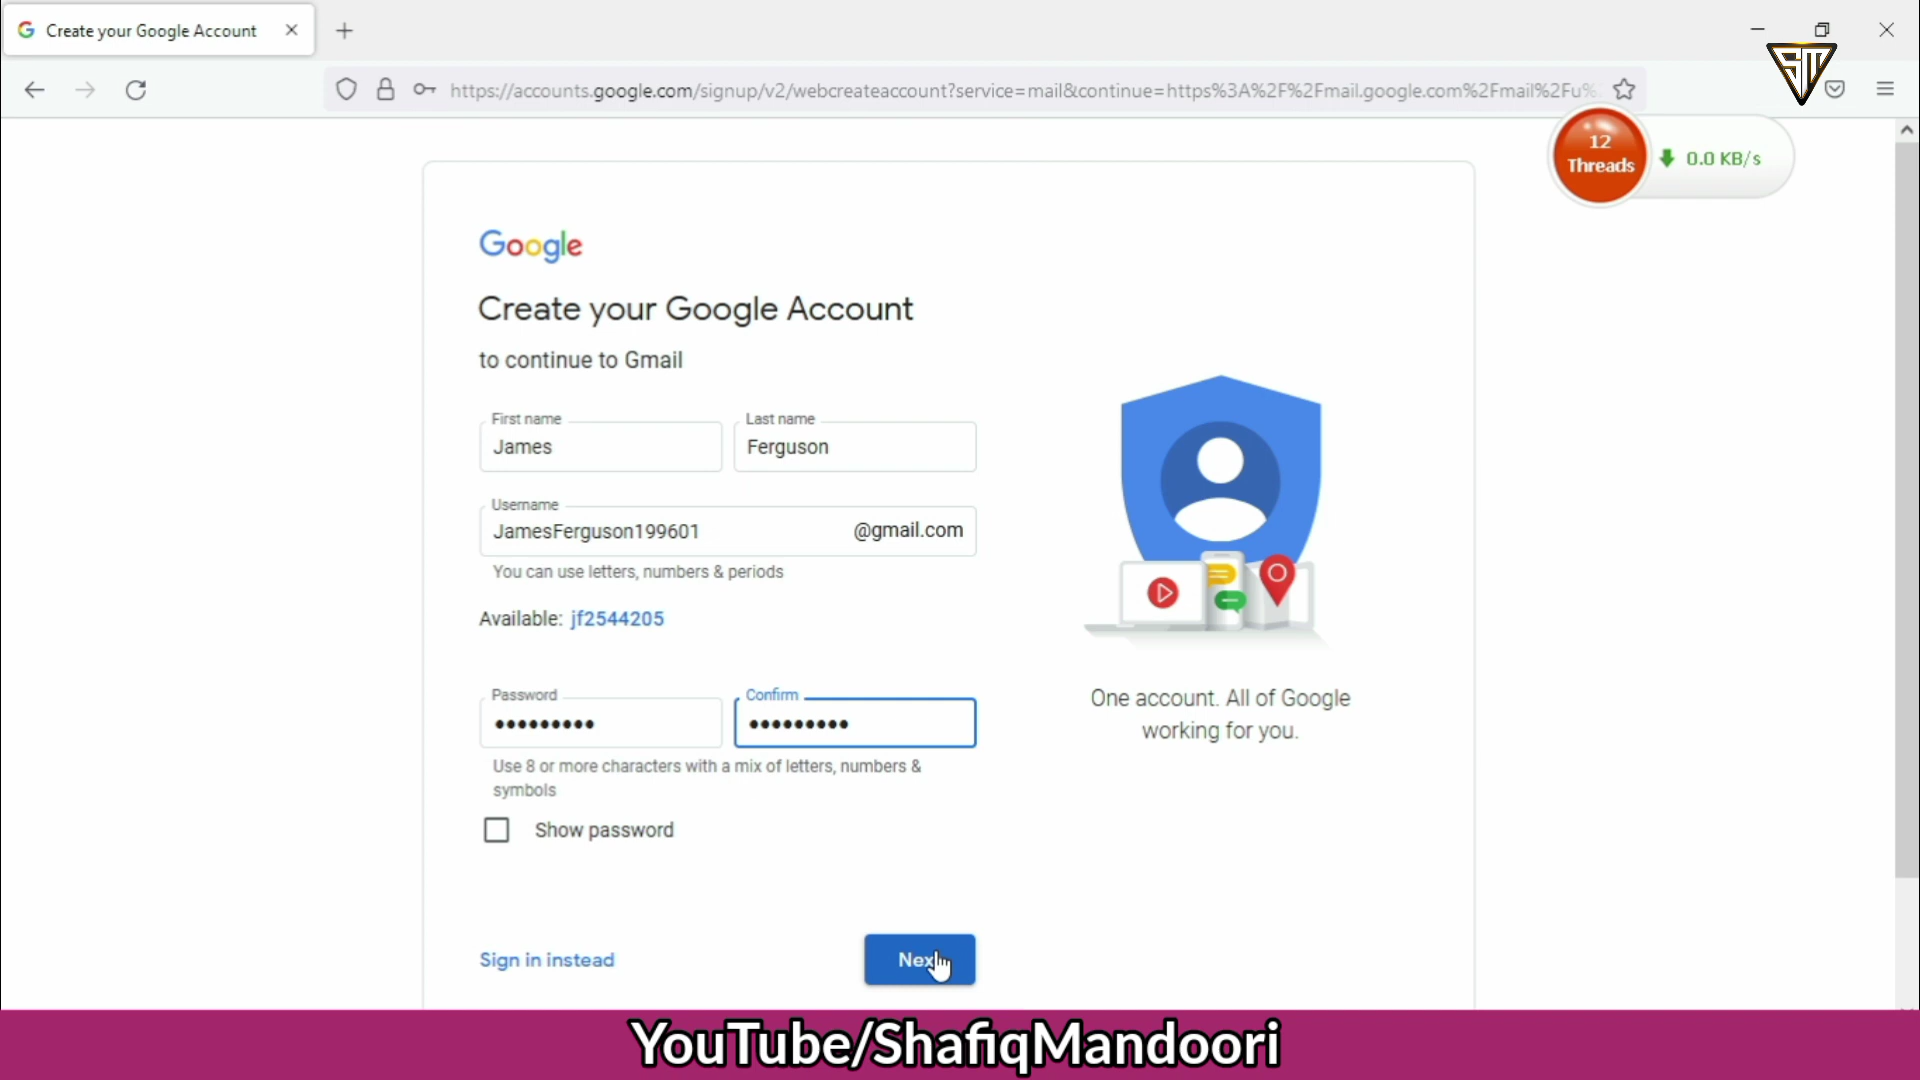 Create your Google Account
https://accounts.google.com/signup/v2/webcreateaccount?service=mail&continue=https%3A%2F%2Fmail.google.com%2Fmail%2Fu%
12
Threads
0.0 KB/s
Google
Create your Google Account
to continue to Gmail
First name
Last name
James
Ferguson
Username
JamesFerguson199601
@gmail.com
You can use letters, numbers & periods
Available: jf2544205
Password
Confirm
•••••••••
•••••••••
Use 8 or more characters with a mix of letters, numbers &
symbols
Show password
One account. All of Google
working for you.
Sign in instead
Next
YouTube/ShafiqMandoori